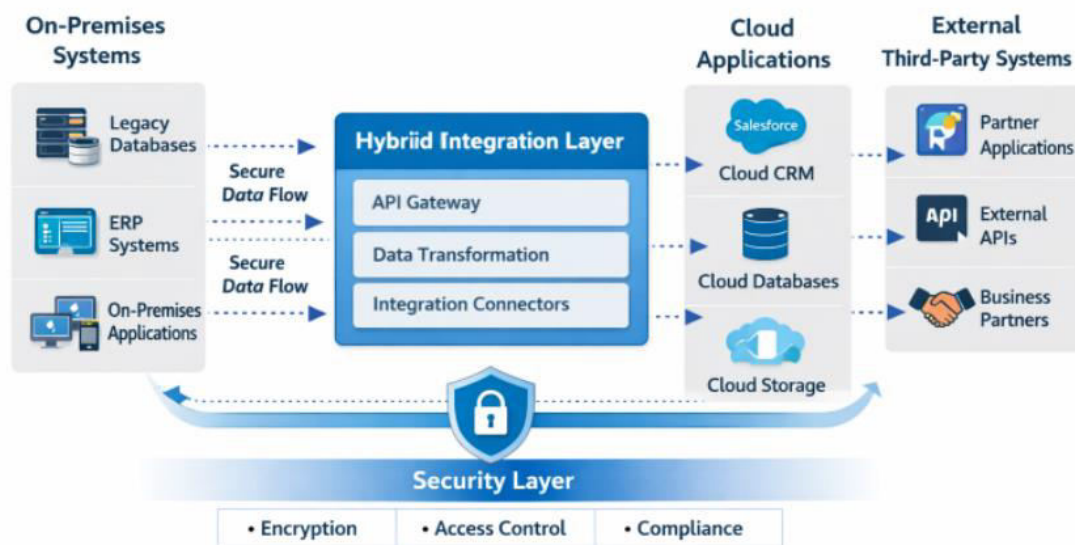 On-Premises
Systems
Legacy
Databases
ERP
Systems
On-Premises
Applications
Secure
Data Flow
Secure
Data Flow
Hybriid Integration Layer
API Gateway
Data Transformation
Integration Connectors
Cloud
Applications
Salesforce
Cloud CRM
Cloud Databases
Cloud Storage
External
Third-Party Systems
Partner
Applications
API
External
APIs
Business
Partners
Security Layer
• Encryption
• Access Control
• Compliance